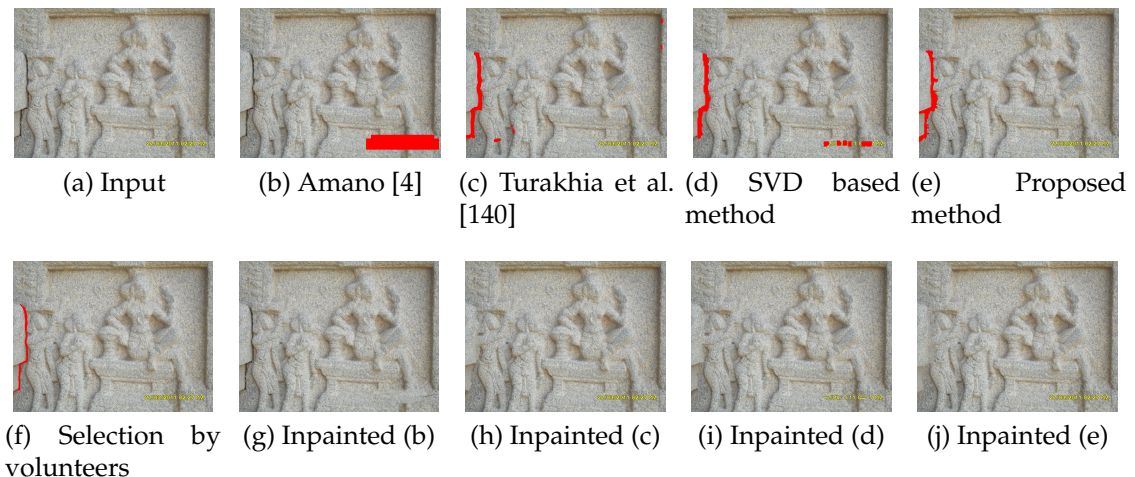 (a) Input
(b) Amano [4]
(c) Turakhia et al.
[140]
(d) SVD based
method
(e) Proposed
method
(f) Selection by
volunteers
(g) Inpainted (b)
(h) Inpainted (c)
(i) Inpainted (d)
(j) Inpainted (e)